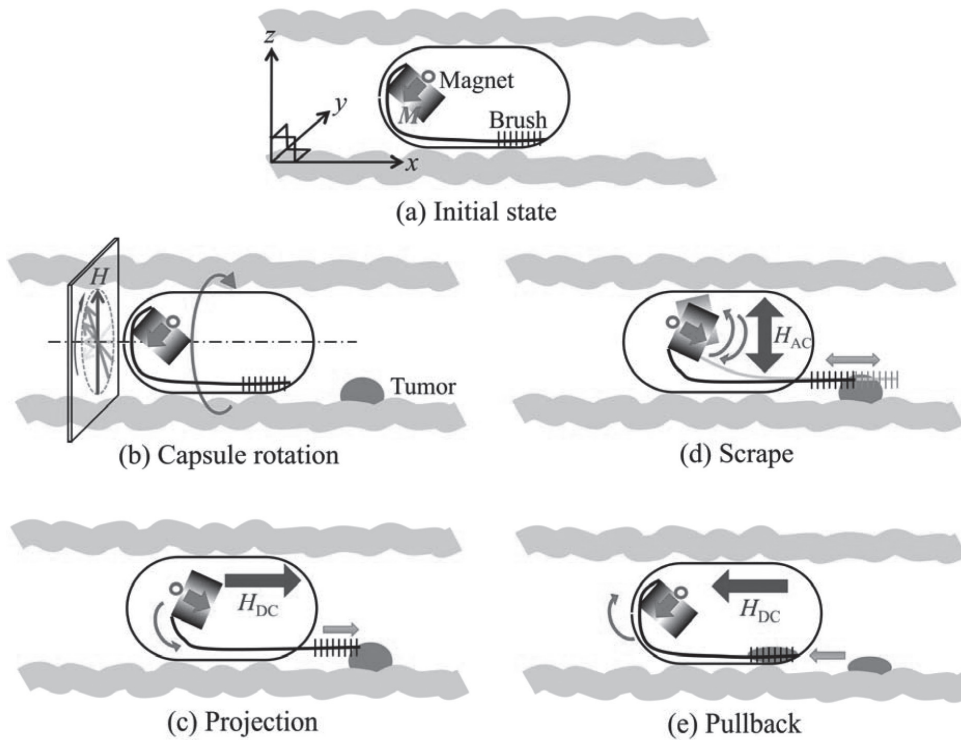 z
y
x
Magnet
M
Brush
(a) Initial state
H
Tumor
(b) Capsule rotation
H_AC
(d) Scrape
H_DC
(c) Projection
H_DC
(e) Pullback